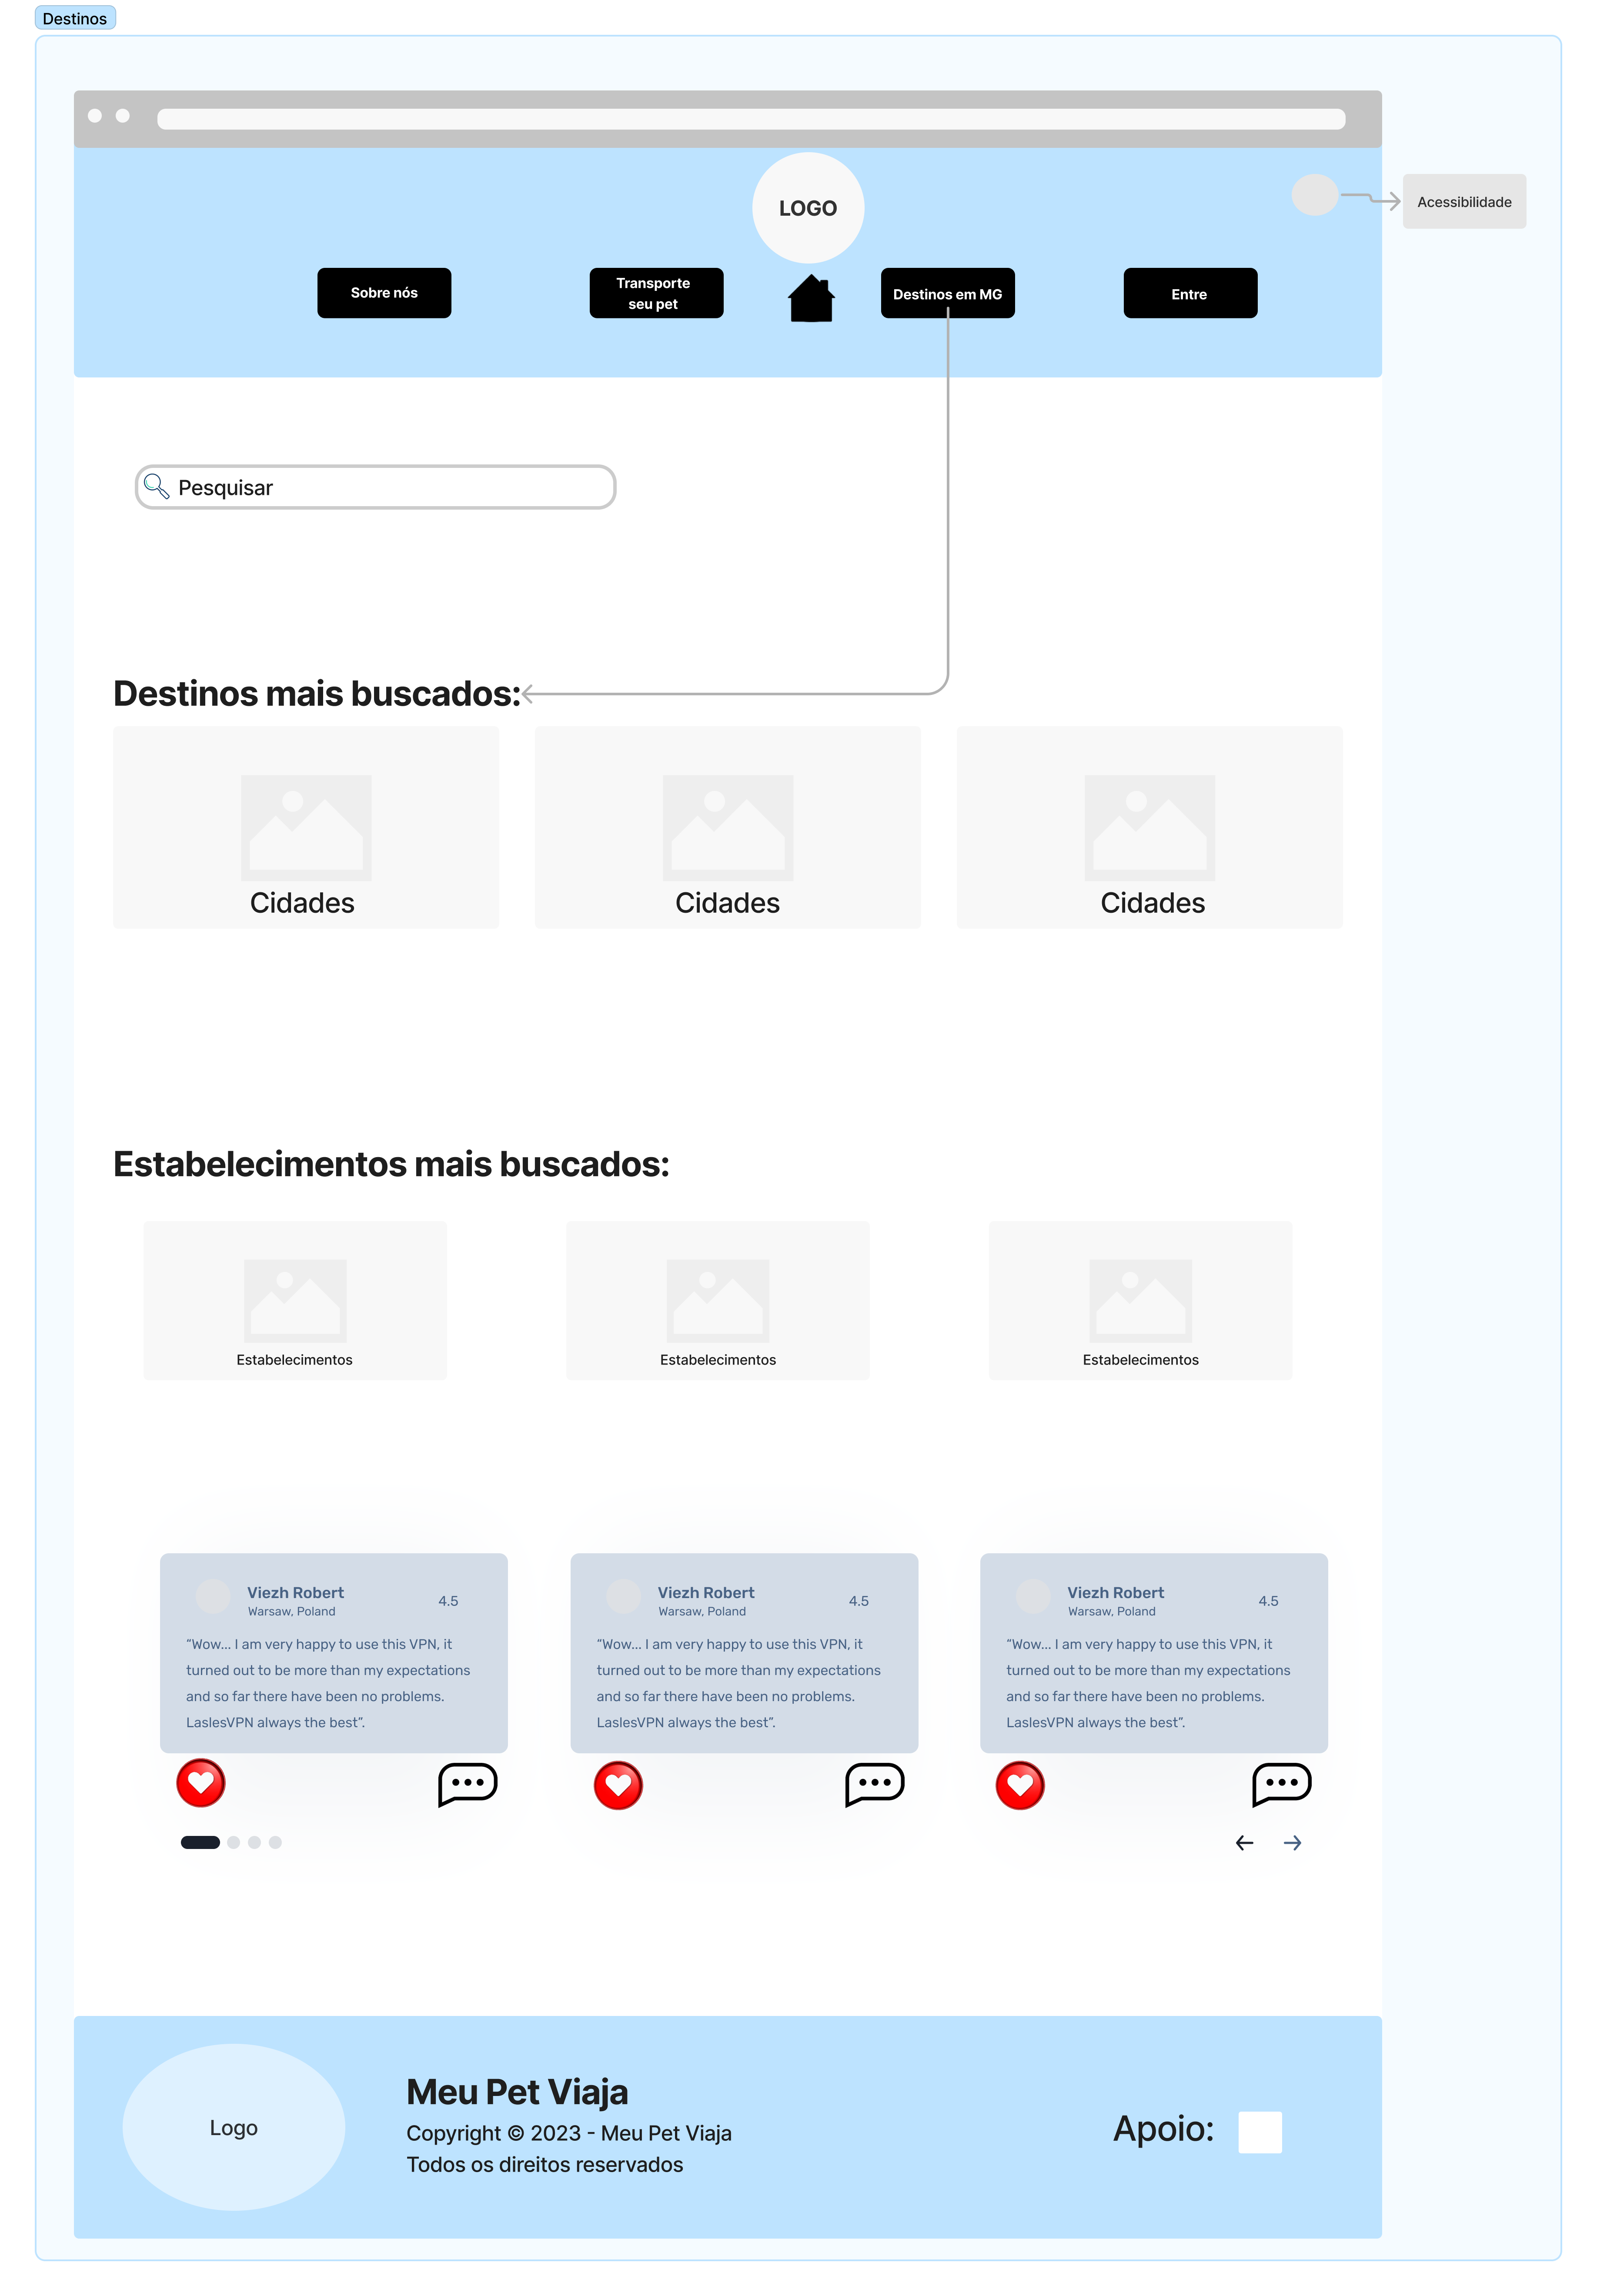 Destinos
LOGO
Acessibilidade
Sobre nós
Transporte
seu pet
Destinos em MG
Entre
Pesquisar
Destinos mais buscados:
Cidades
Cidades
Cidades
Estabelecimentos mais buscados:
Estabelecimentos
Estabelecimentos
Estabelecimentos
Viezh Robert
Warsaw, Poland
4.5
“Wow... I am very happy to use this VPN, it
turned out to be more than my expectations
and so far there have been no problems.
LaslesVPN always the best”.
Viezh Robert
Warsaw, Poland
4.5
“Wow... I am very happy to use this VPN, it
turned out to be more than my expectations
and so far there have been no problems.
LaslesVPN always the best”.
Viezh Robert
Warsaw, Poland
4.5
“Wow... I am very happy to use this VPN, it
turned out to be more than my expectations
and so far there have been no problems.
LaslesVPN always the best”.
Logo
Meu Pet Viaja
Copyright © 2023 - Meu Pet Viaja
Todos os direitos reservados
Apoio: